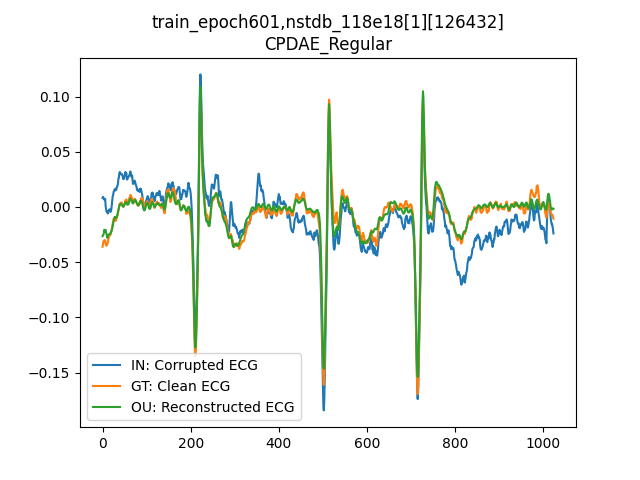 train_epoch601,nstdb_118e18[1][126432]
CPDAE_Regular
0.10
0.05
0.00
−0.05
−0.10
−0.15
IN: Corrupted ECG
GT: Clean ECG
OU: Reconstructed ECG
0 200 400 600 800 1000